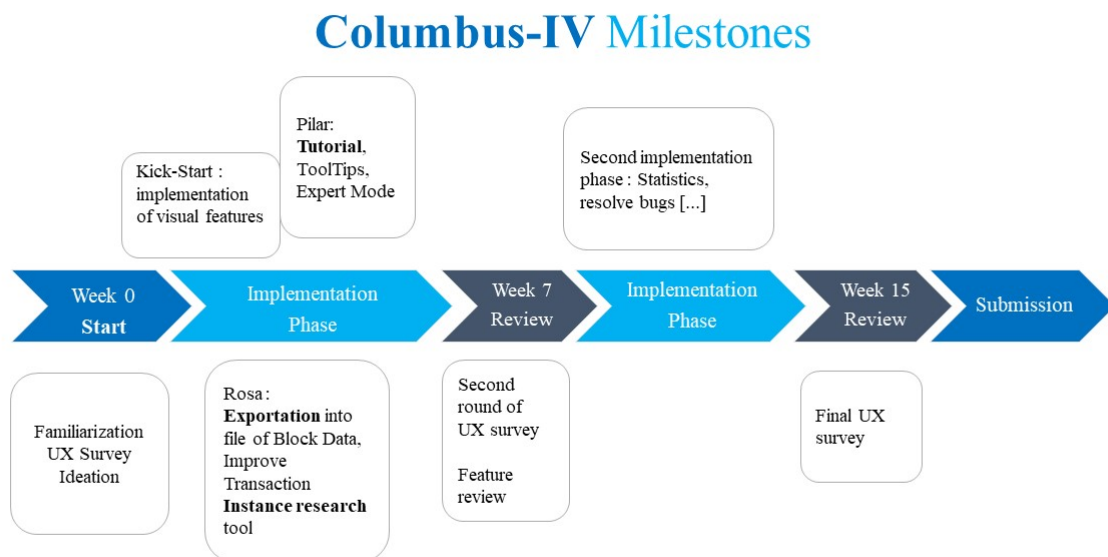 Columbus-IV Milestones
Kick-Start :
implementation
of visual features
Pilar:
Tutorial,
ToolTips,
Expert Mode
Second implementation
phase : Statistics,
resolve bugs [...]
Week 0
Start
Implementation
Phase
Week 7
Review
Implementation
Phase
Week 15
Review
Submission
Familiarization
UX Survey
Ideation
Rosa :
Exportation into
file of Block Data,
Improve
Transaction
Instance research
tool
Second
round of
UX survey
Feature
review
Final UX
survey